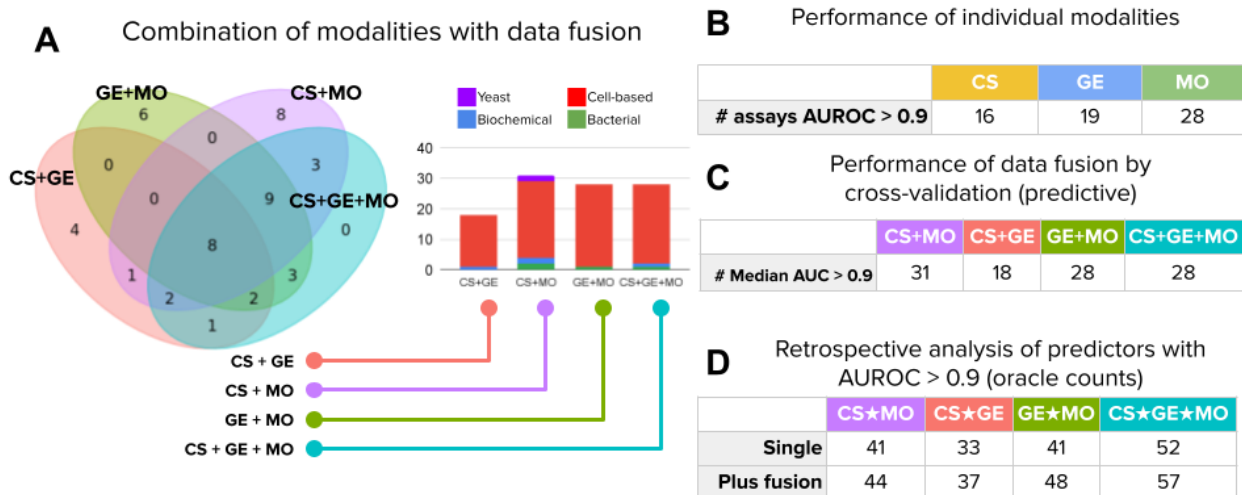 A Combination of modalities with data fusion
GE+MO
CS+MO
CS+GE
CS+GE+MO
6
8
0
0
3
0
9
4
0
8
1
3
2
2
1
Yeast
Cell-based
Biochemical
Bacterial
40
30
20
10
0
CS+GE CS+MO GE+MO CS+GE+MO
CS + GE
CS + MO
GE + MO
CS + GE + MO
B Performance of individual modalities
CS GE MO
# assays AUROC > 0.9 16 19 28
C Performance of data fusion by
cross-validation (predictive)
CS+MO CS+GE GE+MO CS+GE+MO
# Median AUC > 0.9 31 18 28 28
D Retrospective analysis of predictors with
AUROC > 0.9 (oracle counts)
CS★MO CS★GE GE★MO CS★GE★MO
Single 41 33 41 52
Plus fusion 44 37 48 57